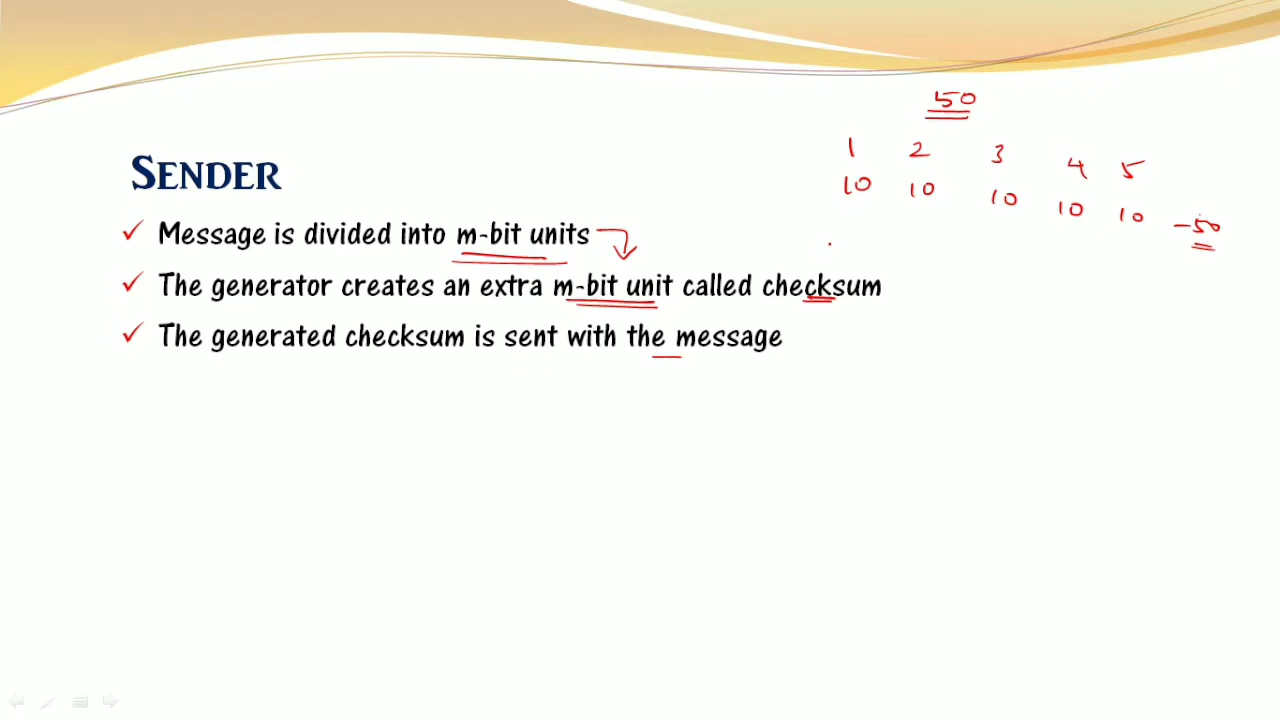 50
1 2 3 4 5
10 10 10 10 10 -50
SENDER
✓ Message is divided into m-bit units
✓ The generator creates an extra m-bit unit called checksum
✓ The generated checksum is sent with the message